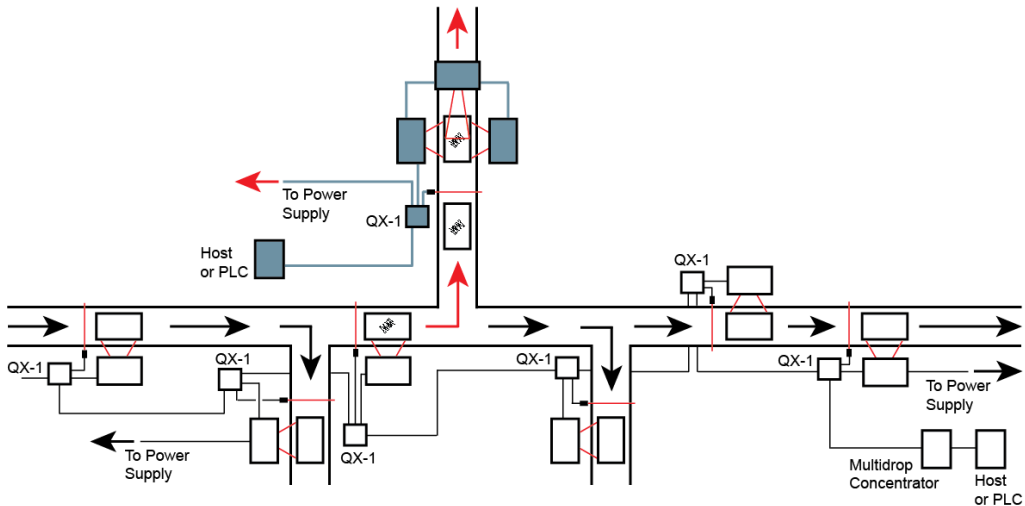 To Power
Supply
QX-1
Host
or PLC
QX-1
QX-1
QX-1
QX-1
QX-1
QX-1
To Power
Supply
To Power
Supply
QX-1
Multidrop
Concentrator
Host
or PLC